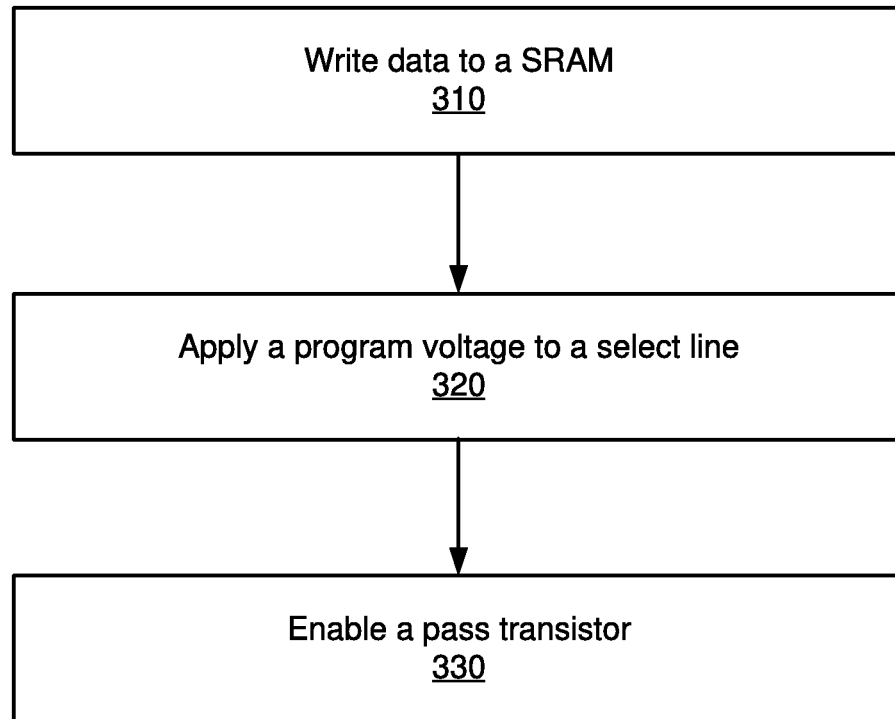 Write data to a SRAM
310
Apply a program voltage to a select line
320
Enable a pass transistor
330